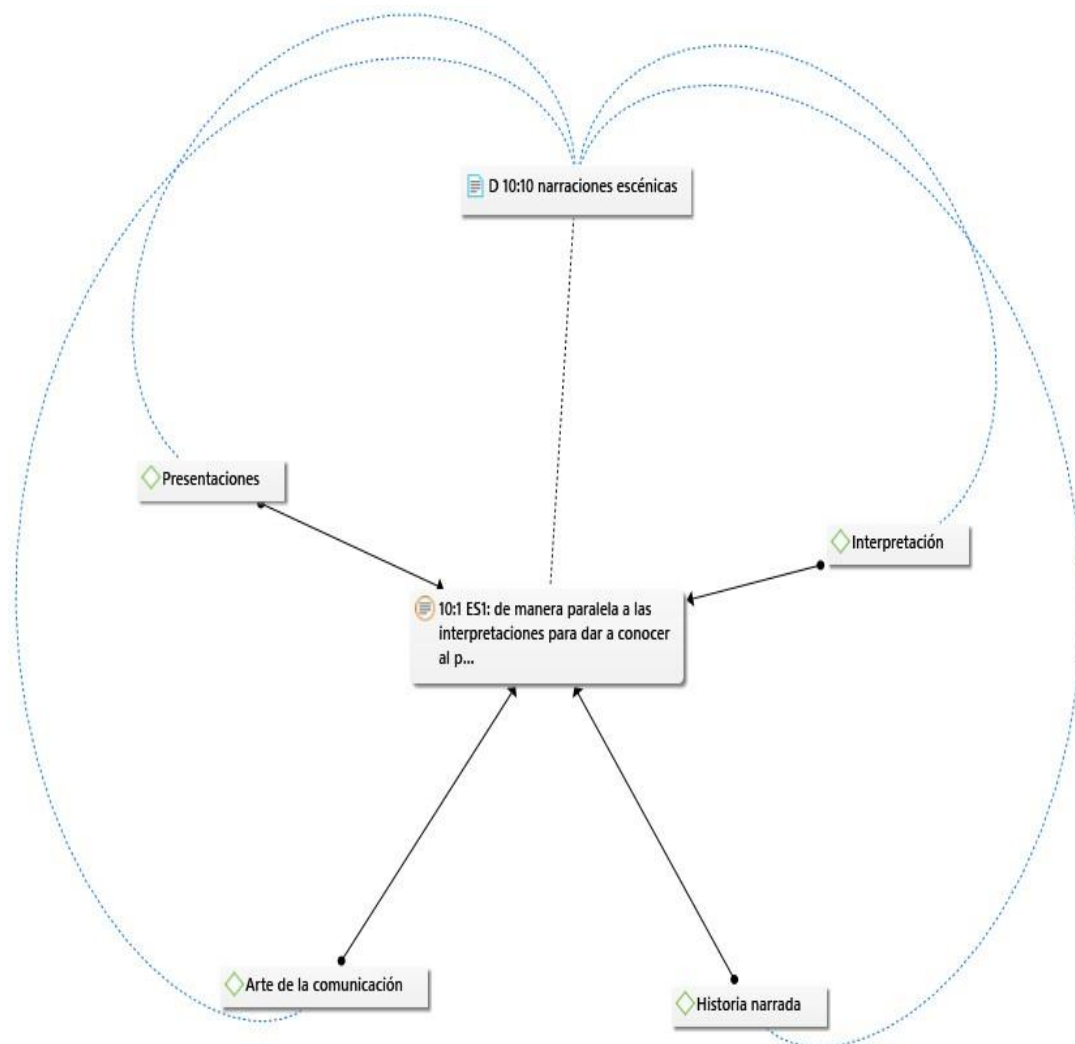 D 10:10 narraciones escénicas
Presentaciones
Interpretación
10:1 ES1: de manera paralela a las
interpretaciones para dar a conocer
al p...
Arte de la comunicación
Historia narrada